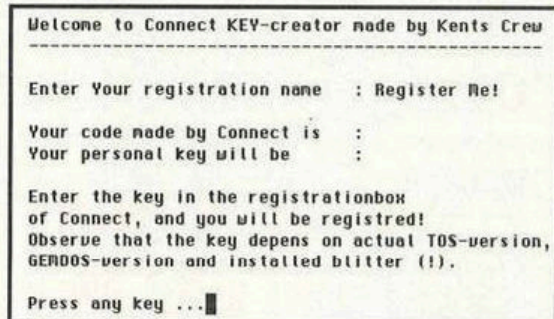 Welcome to Connect KEY-creator made by Kents Crew
--------------------------------------------------
Enter Your registration name : Register Me!
Your code made by Connect is :
Your personal key will be :
Enter the key in the registrationbox
of Connect, and you will be registred!
Observe that the key depens on actual TOS-version,
GEMDOS-version and installed blitter (!).
Press any key ...